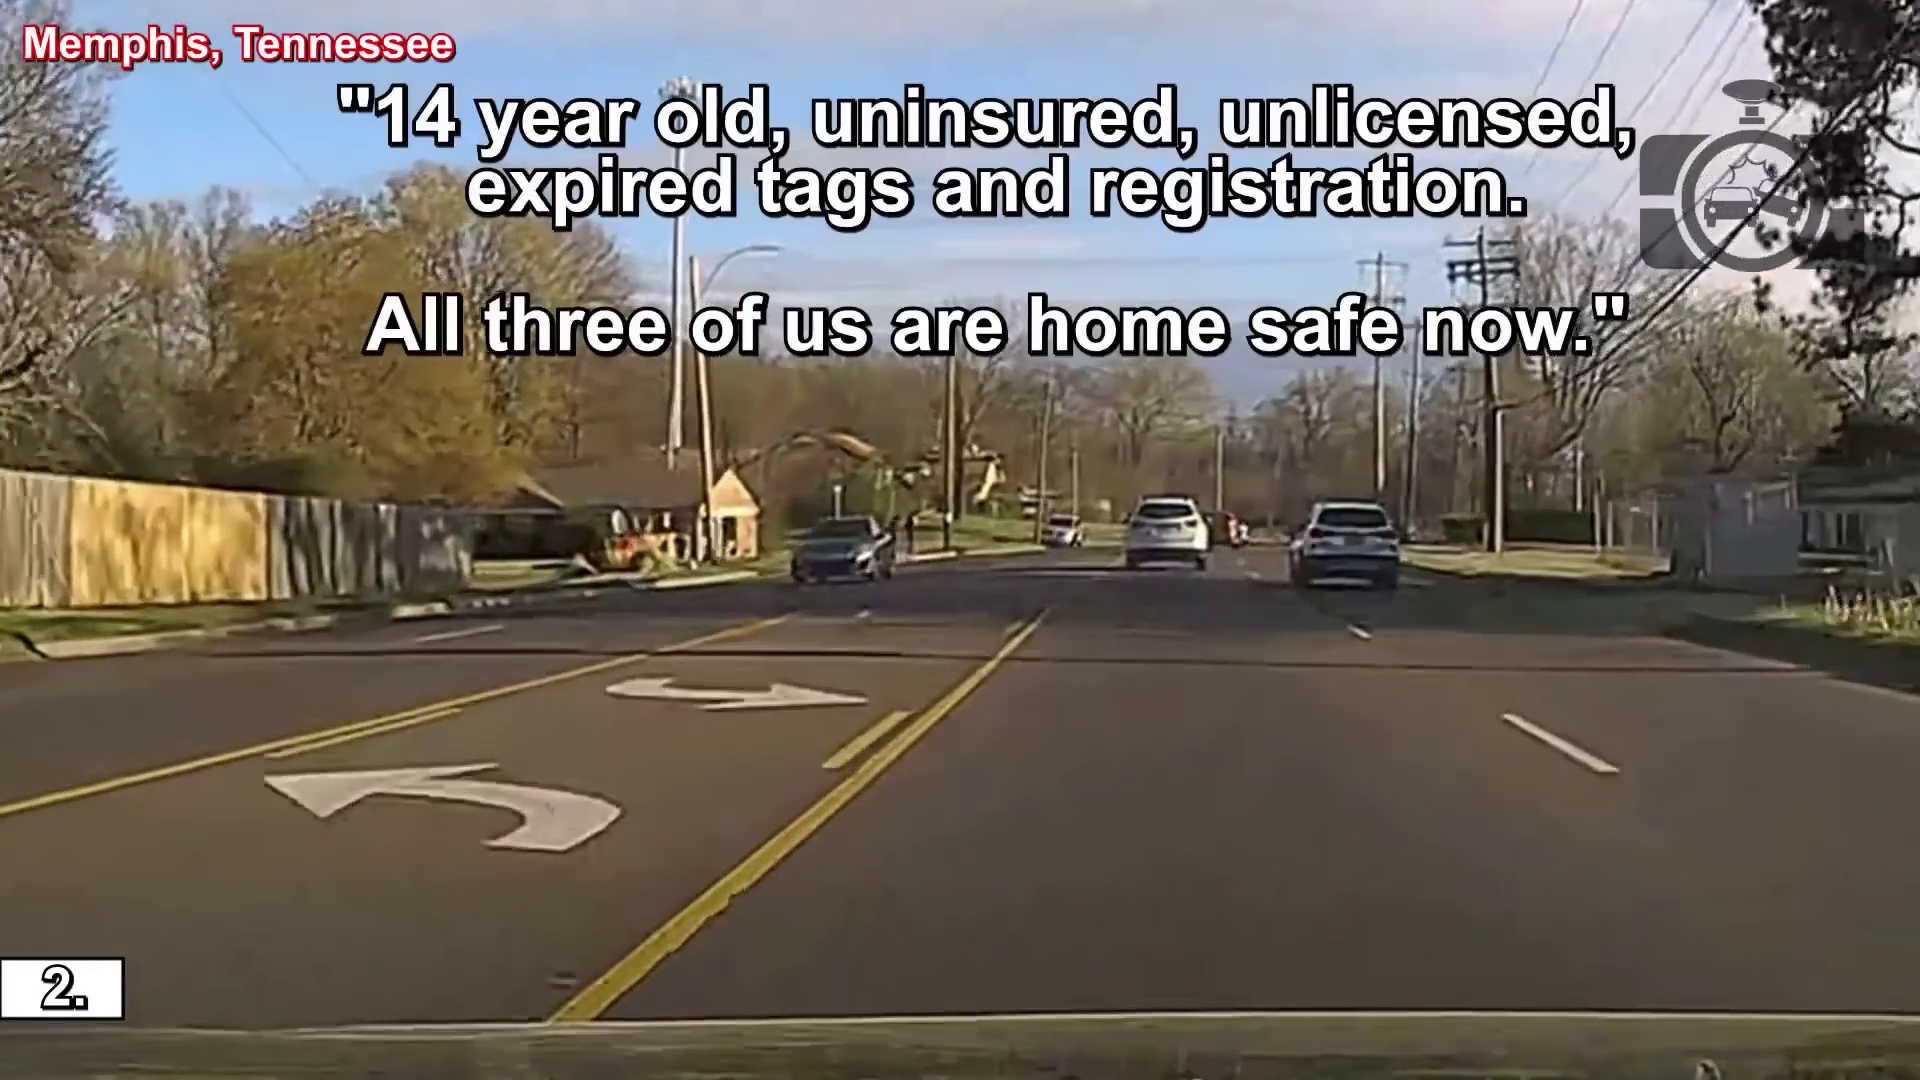 Memphis, Tennessee
"14 year old, uninsured, unlicensed,
expired tags and registration.
All three of us are home safe now."
2.